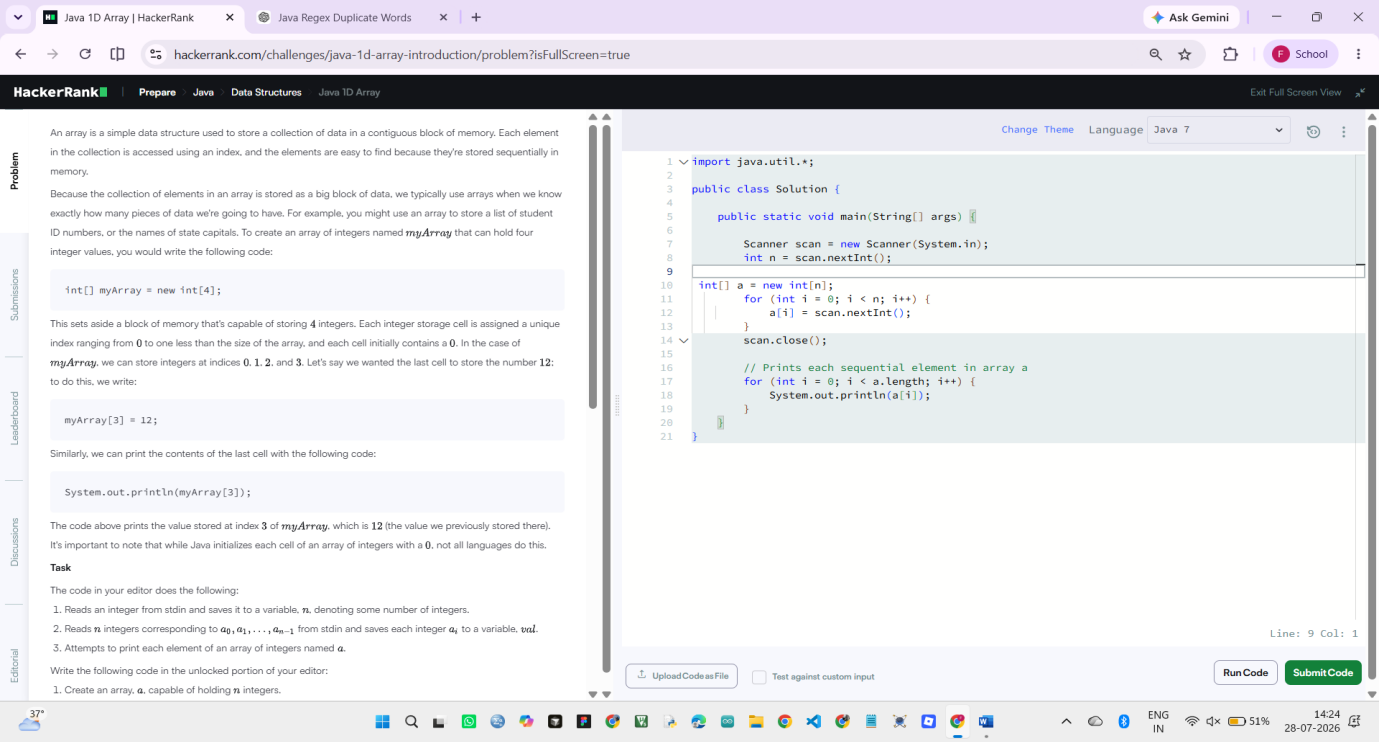 Java 1D Array | HackerRank
Java Regex Duplicate Words
Ask Gemini
hackerrank.com/challenges/java-1d-array-introduction/problem?isFullScreen=true
F School
HackerRank
Prepare Java Data Structures Java 1D Array
Exit Full Screen View
Problem
Submissions
Leaderboard
Discussions
Editorial
An array is a simple data structure used to store a collection of data in a contiguous block of memory. Each element
in the collection is accessed using an index, and the elements are easy to find because they're stored sequentially in
memory.
Because the collection of elements in an array is stored as a big block of data, we typically use arrays when we know
exactly how many pieces of data we're going to have. For example, you might use an array to store a list of student
ID numbers, or the names of state capitals. To create an array of integers named myArray that can hold four
integer values, you would write the following code:
int[] myArray = new int[4];
This sets aside a block of memory that's capable of storing 4 integers. Each integer storage cell is assigned a unique
index ranging from 0 to one less than the size of the array, and each cell initially contains a 0. In the case of
myArray, we can store integers at indices 0, 1, 2, and 3. Let's say we wanted the last cell to store the number 12;
to do this, we write:
myArray[3] = 12;
Similarly, we can print the contents of the last cell with the following code:
System.out.println(myArray[3]);
The code above prints the value stored at index 3 of myArray, which is 12 (the value we previously stored there).
It's important to note that while Java initializes each cell of an array of integers with a 0, not all languages do this.
Task
The code in your editor does the following:
1. Reads an integer from stdin and saves it to a variable, n, denoting some number of integers.
2. Reads n integers corresponding to a₀, a₁, . . . , aₙ₋₁ from stdin and saves each integer aᵢ to a variable, val.
3. Attempts to print each element of an array of integers named a.
Write the following code in the unlocked portion of your editor:
1. Create an array, a, capable of holding n integers.
Change Theme Language Java 7
1 import java.util.*;
2
3 public class Solution {
4
5 public static void main(String[] args) {
6
7 Scanner scan = new Scanner(System.in);
8 int n = scan.nextInt();
9
10 int[] a = new int[n];
11 for (int i = 0; i < n; i++) {
12 a[i] = scan.nextInt();
13 }
14 scan.close();
15
16 // Prints each sequential element in array a
17 for (int i = 0; i < a.length; i++) {
18 System.out.println(a[i]);
19 }
20 }
21 }
Line: 9 Col: 1
Upload Code as File
Test against custom input
Run Code
Submit Code
37°
ENG
IN
51%
14:24
28-07-2026